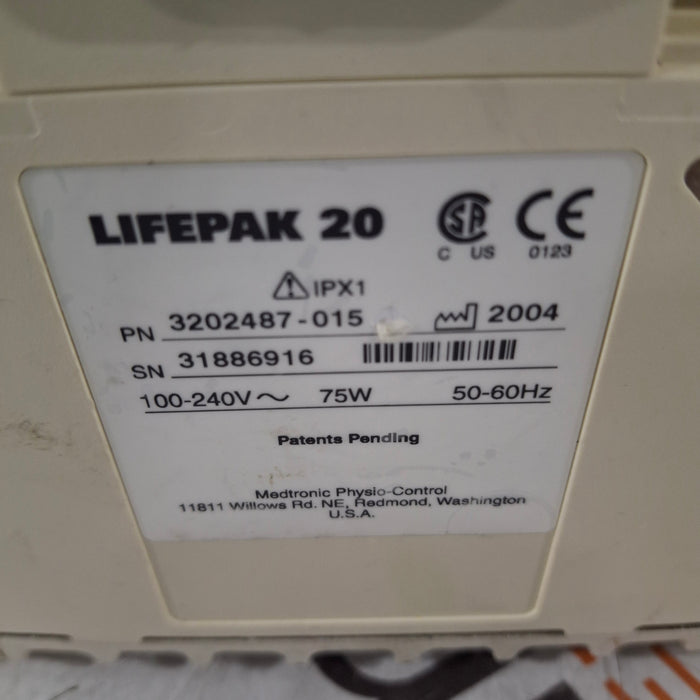 LIFEPAK 20
C US
CE
0123
IPX1
PN 3202487-015 2004
SN 31886916
100-240V~ 75W 50-60Hz
Patents Pending
Medtronic Physio-Control
11811 Willows Rd. NE, Redmond, Washington
U.S.A.